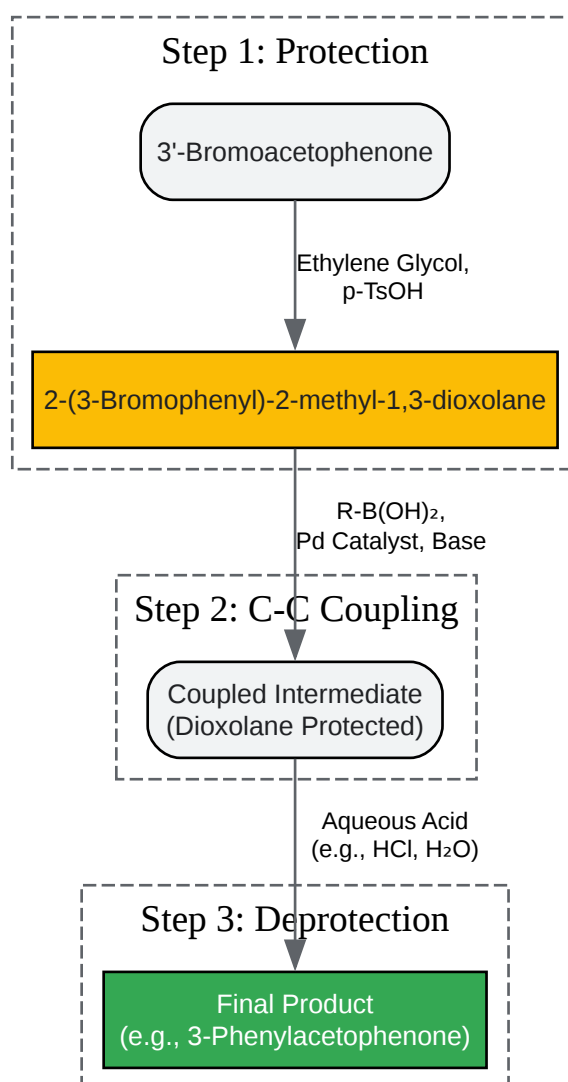 Step 1: Protection
3'-Bromoacetophenone
Ethylene Glycol,
p-TsOH
2-(3-Bromophenyl)-2-methyl-1,3-dioxolane
R-B(OH)₂,
Pd Catalyst, Base
Step 2: C-C Coupling
Coupled Intermediate
(Dioxolane Protected)
Aqueous Acid
(e.g., HCl, H₂O)
Step 3: Deprotection
Final Product
(e.g., 3-Phenylacetophenone)